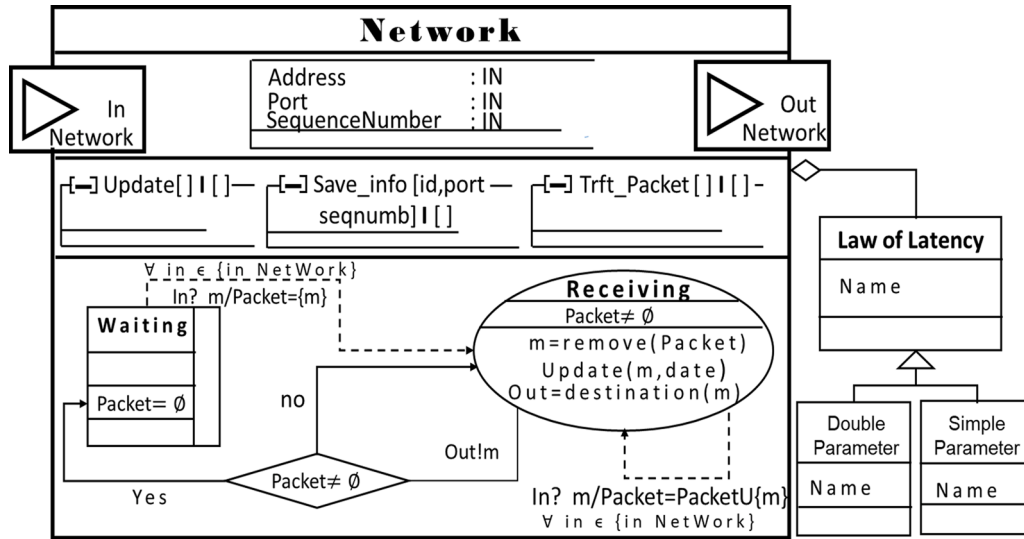 Network
In
Network
Address : IN
Port : IN
SequenceNumber : IN
Out
Network
Update[ ] I [ ]
Save_info [id,port
seqnumb] I [ ]
Trft_Packet [ ] I [ ]
Law of Latency
Name
∀ in ϵ {in NetWork}
In? m/Packet={m}
Waiting
Packet= Ø
Receiving
Packet≠ Ø
m=remove(Packet)
Update(m,date)
Out=destination(m)
no
Out!m
Packet≠ Ø
Yes
In? m/Packet=PacketU{m}
∀ in ϵ {in NetWork}
Double
Parameter
Name
Simple
Parameter
Name